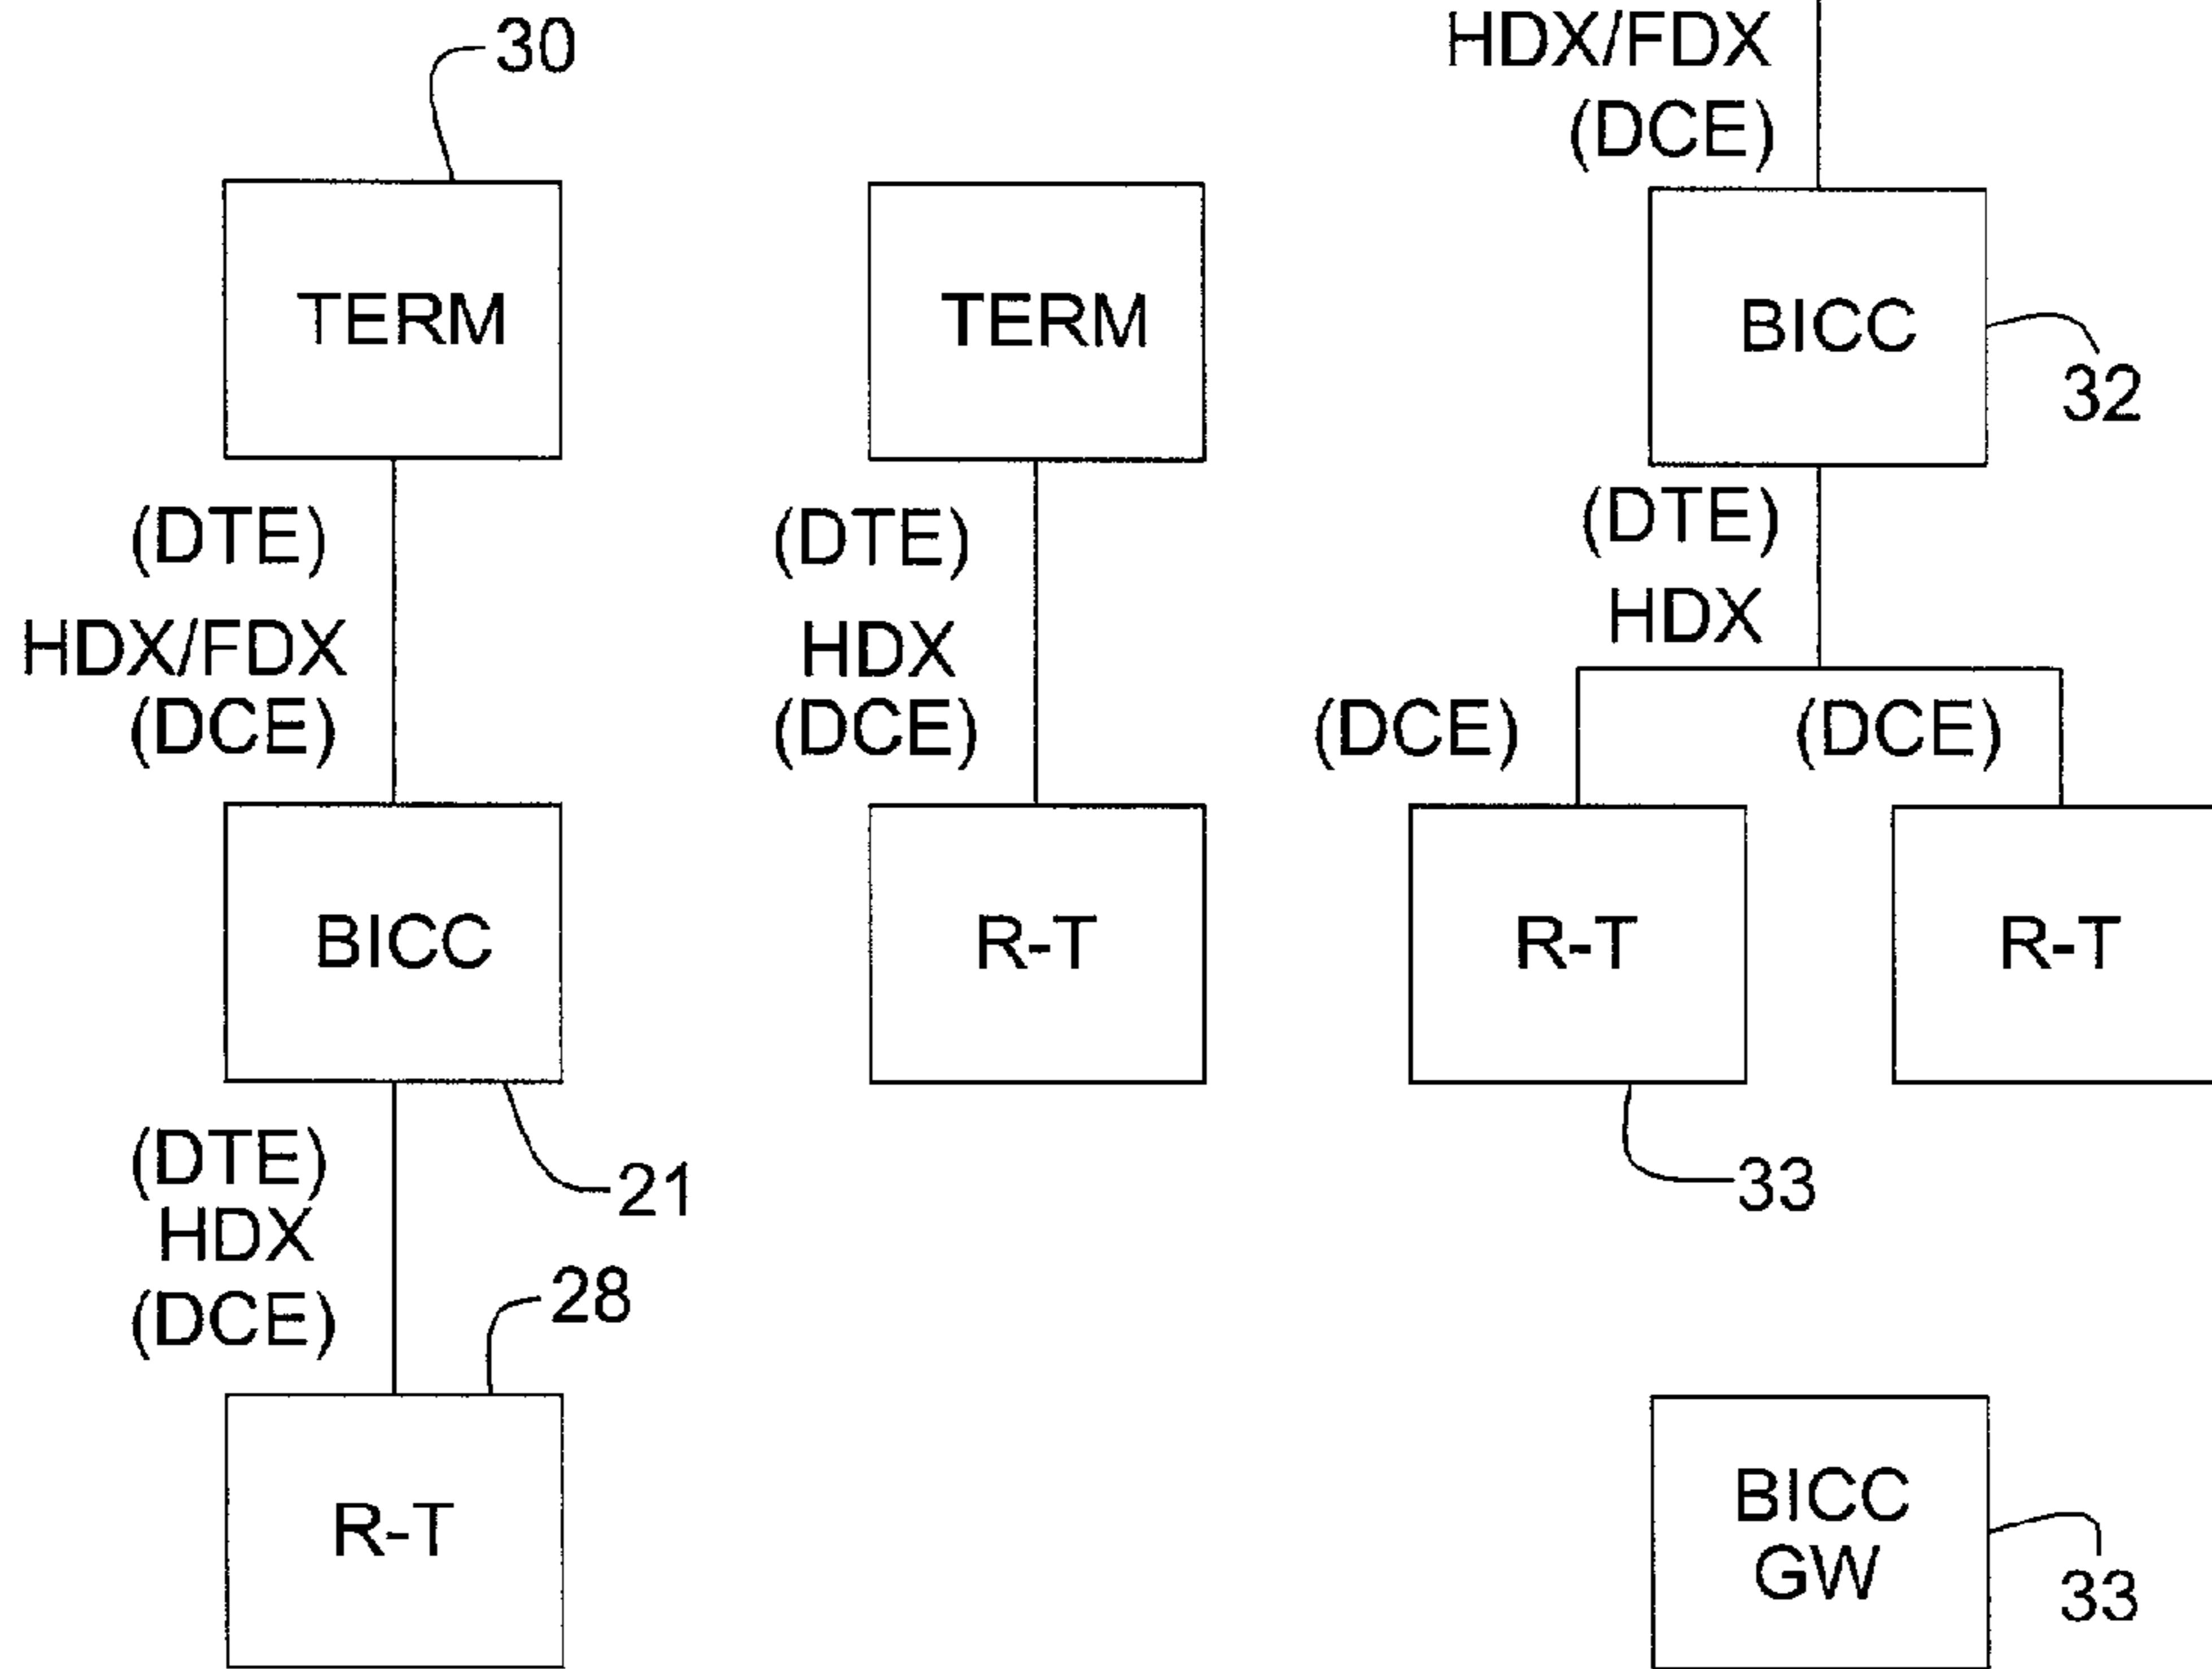 30
TERM
(DTE)
HDX/FDX
(DCE)
BICC
21
(DTE)
HDX
(DCE)
28
R-T
TERM
(DTE)
HDX
(DCE)
R-T
HDX/FDX
(DCE)
BICC
32
(DTE)
HDX
(DCE)
(DCE)
R-T
R-T
33
BICC
GW
33